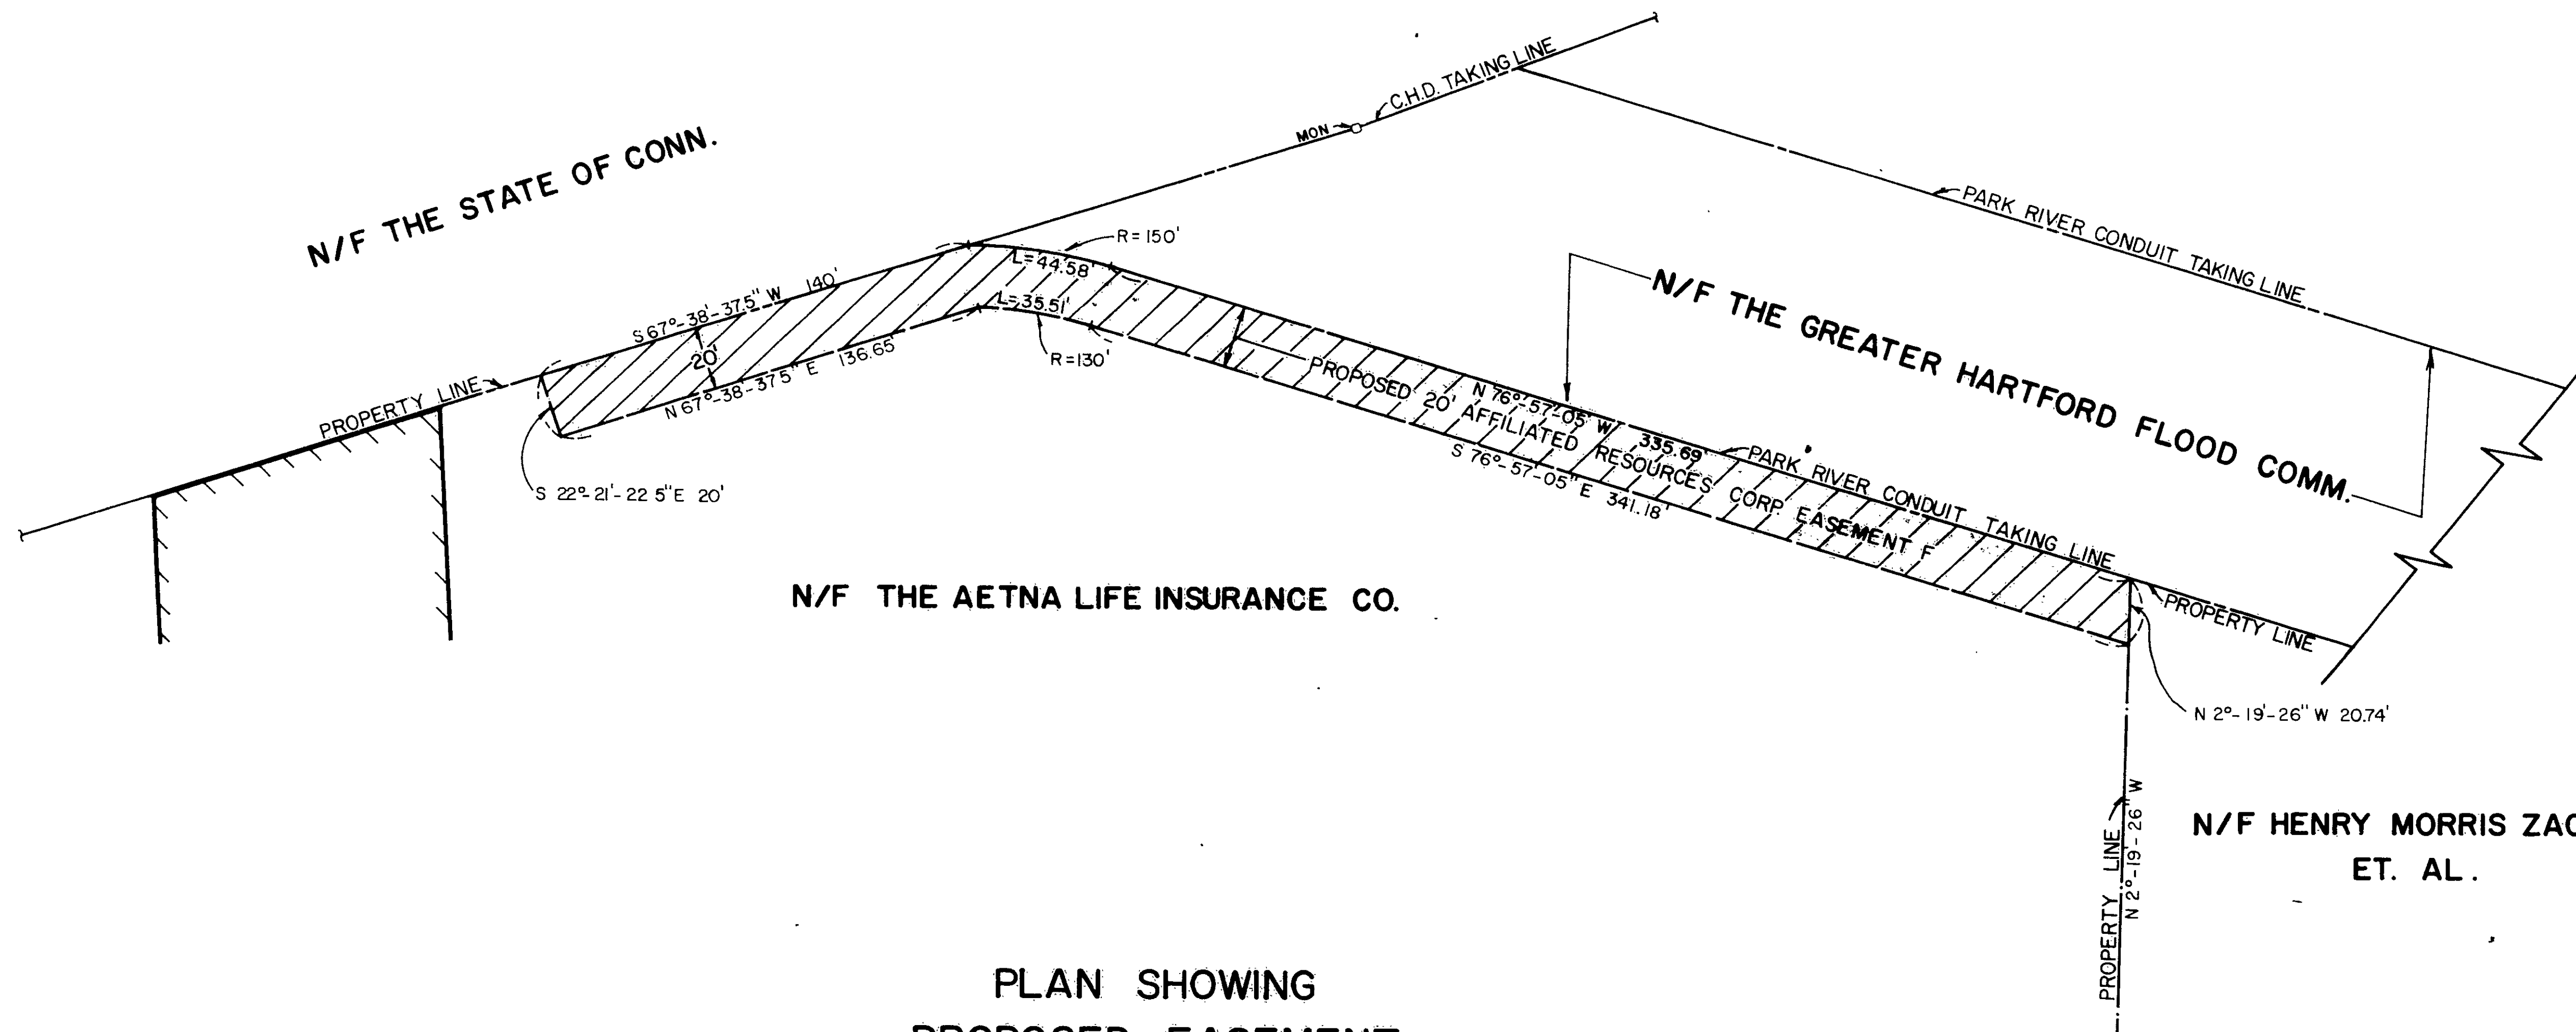 C.H.D. TAKING LINE
MON
N/F THE STATE OF CONN.
PARK RIVER CONDUIT TAKING LINE
R=150'
L=44.58'
S 67°-38'-37.5" W 140'
L=35.51'
R=130'
20'
N 67°-38-37.5" E 136.65'
PROPERTY LINE
S 22°-21'-22 5" E 20'
N/F THE GREATER HARTFORD FLOOD COMM.
PROPOSED 20' AFFILIATED RESOURCES CORP. EASEMENT F
N 76°-57'-05" W 335.69'
S 76°-57'-05" E 341.18'
PARK RIVER CONDUIT TAKING LINE
PROPERTY LINE
N/F THE AETNA LIFE INSURANCE CO.
N 2°-19'-26" W 20.74'
PROPERTY LINE
N 2°-19'-26" W
N/F HENRY MORRIS
ET. AL.
PLAN SHOWING
PROPOSED EASEMENT